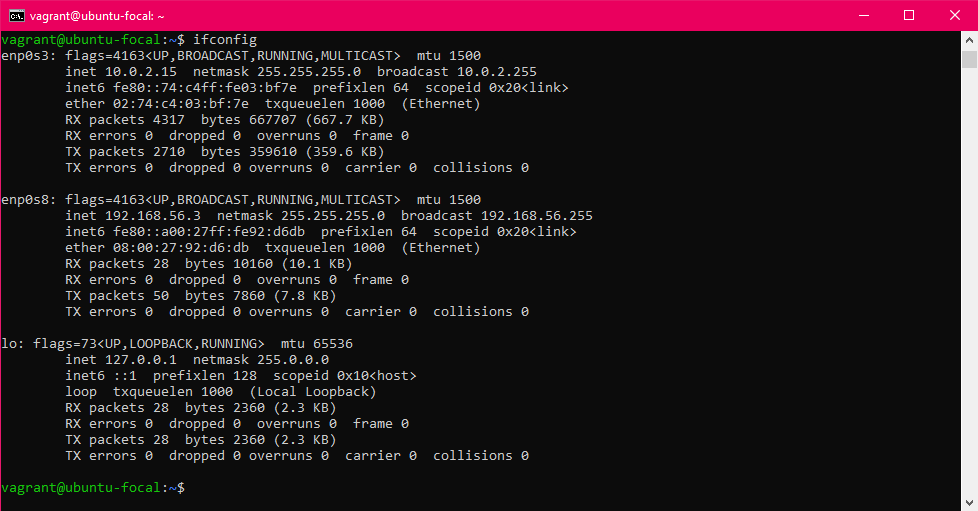 vagrant@ubuntu-focal: ~
vagrant@ubuntu-focal:~$ ifconfig
enp0s3: flags=4163<UP,BROADCAST,RUNNING,MULTICAST>  mtu 1500
        inet 10.0.2.15  netmask 255.255.255.0  broadcast 10.0.2.255
        inet6 fe80::74:c4ff:fe03:bf7e  prefixlen 64  scopeid 0x20<link>
        ether 02:74:c4:03:bf:7e  txqueuelen 1000  (Ethernet)
        RX packets 4317  bytes 667707 (667.7 KB)
        RX errors 0  dropped 0  overruns 0  frame 0
        TX packets 2710  bytes 359610 (359.6 KB)
        TX errors 0  dropped 0 overruns 0  carrier 0  collisions 0

enp0s8: flags=4163<UP,BROADCAST,RUNNING,MULTICAST>  mtu 1500
        inet 192.168.56.3  netmask 255.255.255.0  broadcast 192.168.56.255
        inet6 fe80::a00:27ff:fe92:d6db  prefixlen 64  scopeid 0x20<link>
        ether 08:00:27:92:d6:db  txqueuelen 1000  (Ethernet)
        RX packets 28  bytes 10160 (10.1 KB)
        RX errors 0  dropped 0  overruns 0  frame 0
        TX packets 50  bytes 7860 (7.8 KB)
        TX errors 0  dropped 0 overruns 0  carrier 0  collisions 0

lo: flags=73<UP,LOOPBACK,RUNNING>  mtu 65536
        inet 127.0.0.1  netmask 255.0.0.0
        inet6 ::1  prefixlen 128  scopeid 0x10<host>
        loop  txqueuelen 1000  (Local Loopback)
        RX packets 28  bytes 2360 (2.3 KB)
        RX errors 0  dropped 0  overruns 0  frame 0
        TX packets 28  bytes 2360 (2.3 KB)
        TX errors 0  dropped 0 overruns 0  carrier 0  collisions 0

vagrant@ubuntu-focal:~$